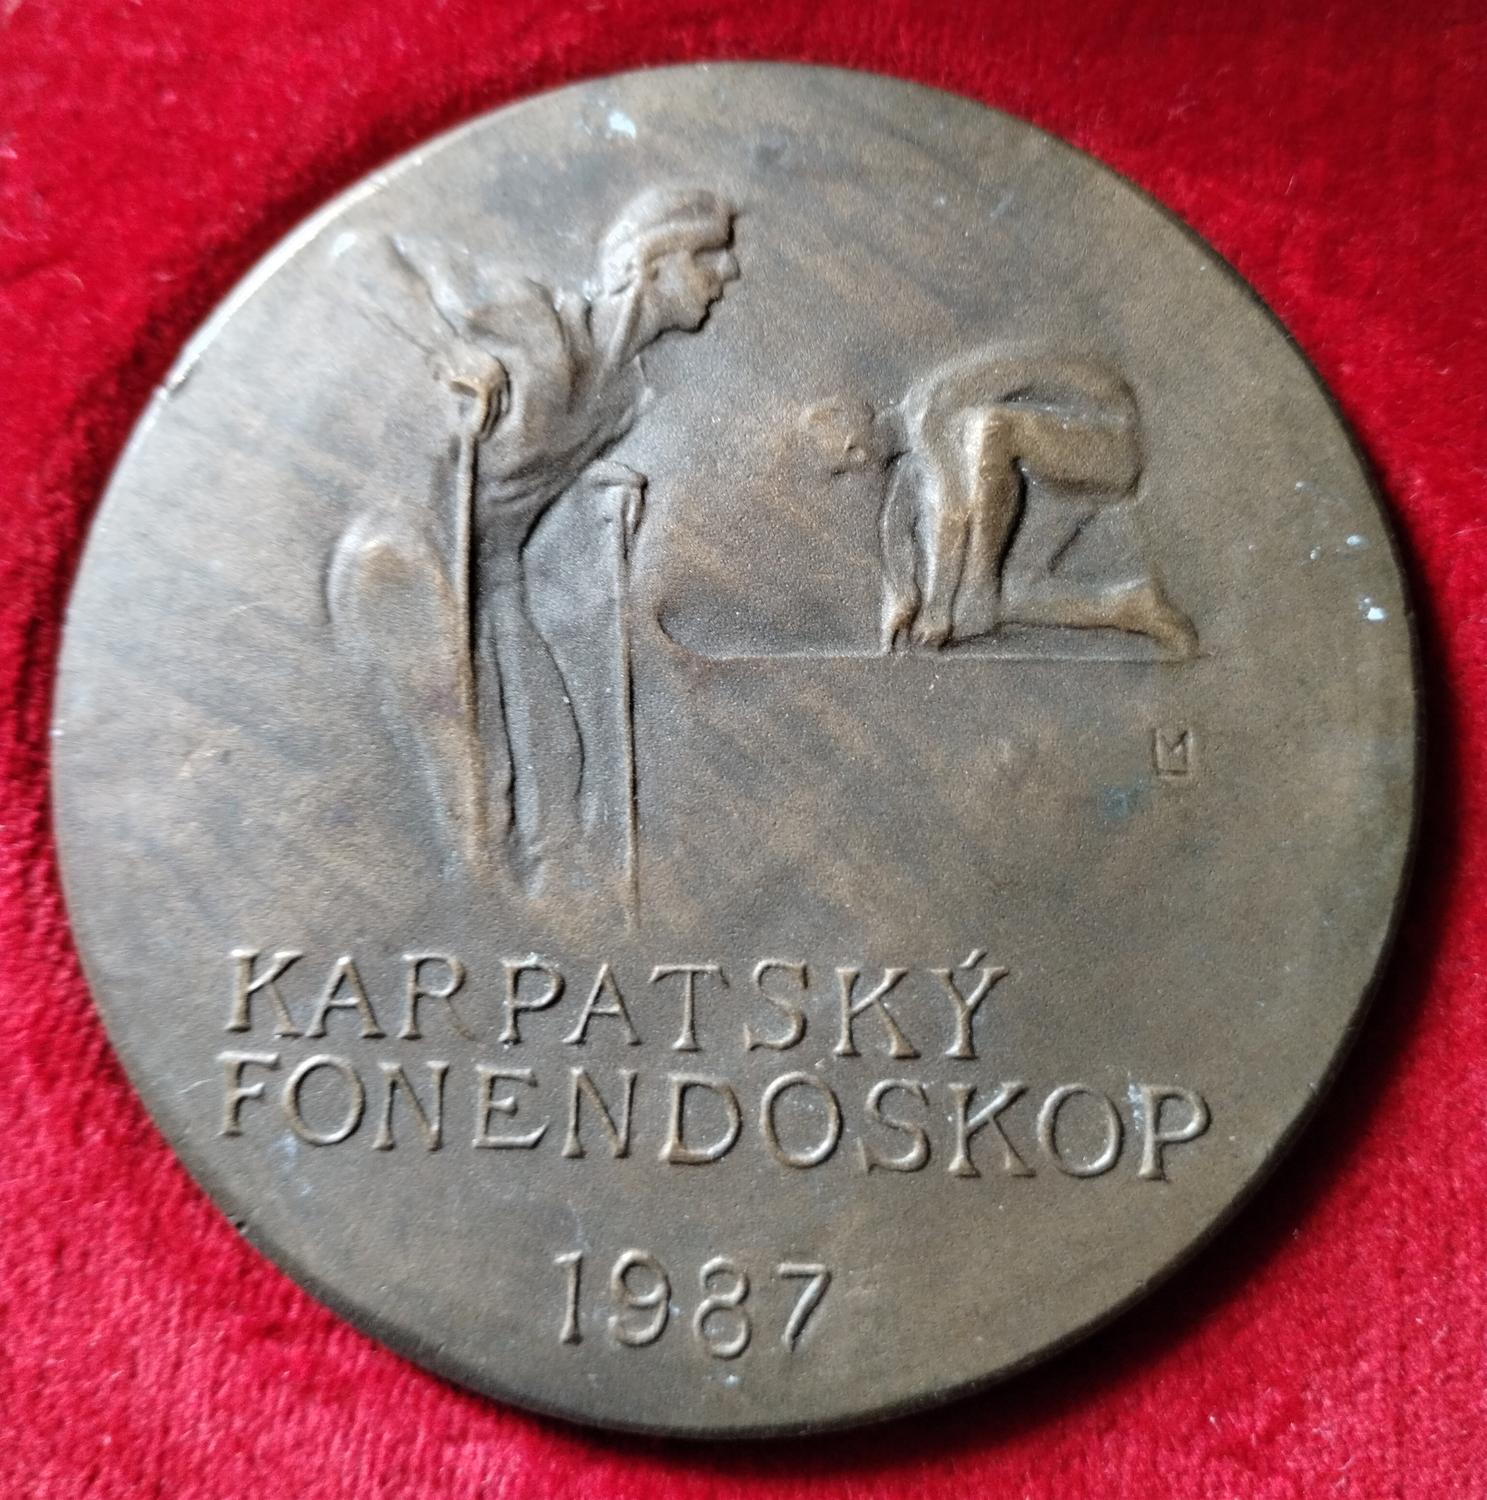 M
KARPATSKÝ
FONENDOSKOP
1987